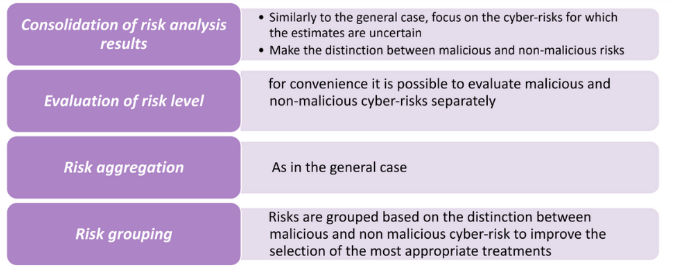 Consolidation of risk analysis
results
• Similarly to the general case, focus on the cyber-risks for which
the estimates are uncertain
• Make the distinction between malicious and non-malicious risks
Evaluation of risk level
for convenience it is possible to evaluate malicious and
non-malicious cyber-risks separately
Risk aggregation
As in the general case
Risk grouping
Risks are grouped based on the distinction between
malicious and non malicious cyber-risk to improve the
selection of the most appropriate treatments